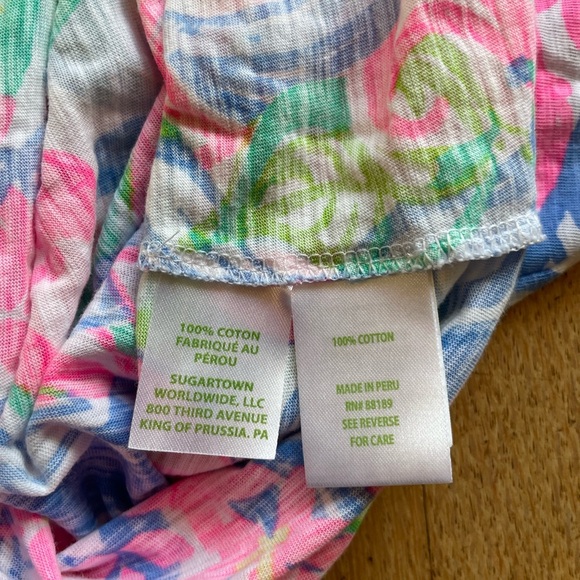 100% COTON
FABRIQUÉ AU
PÉROU
SUGARTOWN
WORLDWIDE, LLC
800 THIRD AVENUE
KING OF PRUSSIA. PA
100% COTTON
MADE IN PERU
RN# 88189
SEE REVERSE
FOR CARE